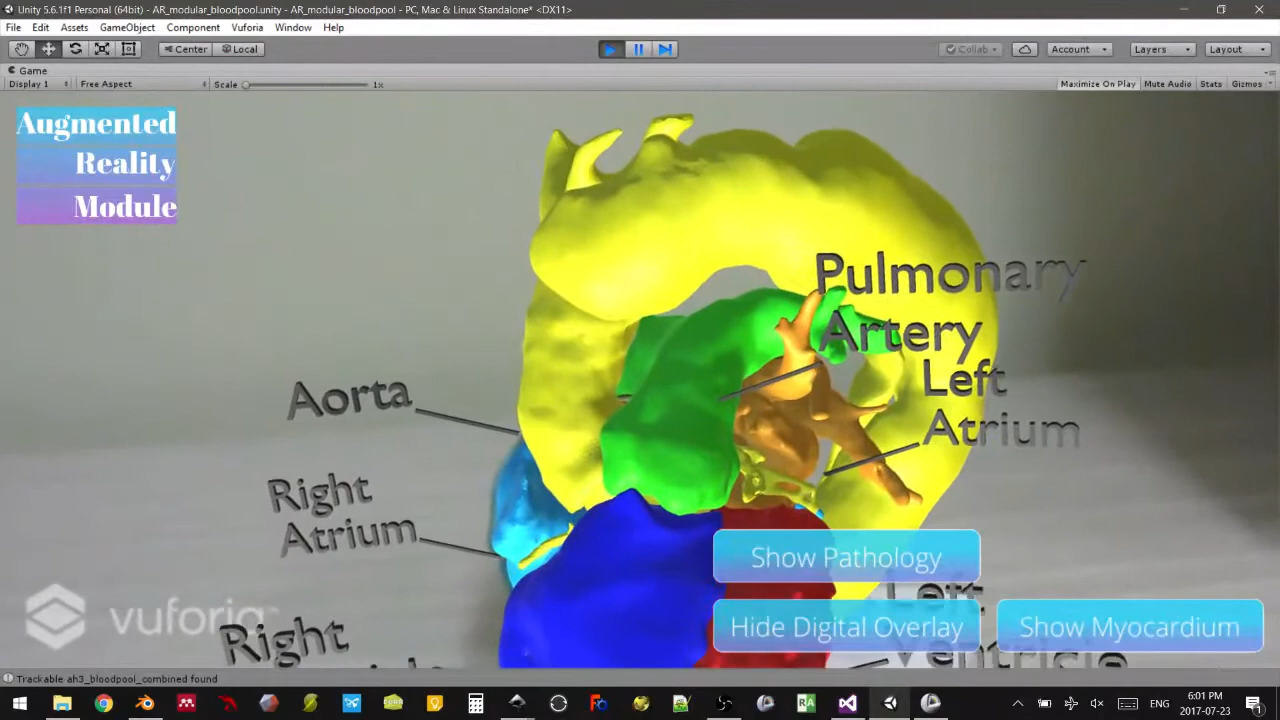 Unity 5.6.1f1 Personal (64bit) - AR_modular_bloodpool.unity - AR_modular_bloodpool - PC, Mac & Linux Standalone* <DX11>
File Edit Assets GameObject Component Vuforia Window Help
Center Local Collab Account Layers Layout
Game
Display 1 Free Aspect Scale 1x Maximize On Play Mute Audio Stats Gizmos
Augmented
Reality
Module
Pulmonary
Artery
Left
Atrium
Aorta
Right
Atrium
Show Pathology
Left
Hide Digital Overlay Show Myocardium
vuforia™
Right
Ventricle
Trackable ah3_bloodpool_combined found
ENG
6:01 PM
2017-07-23